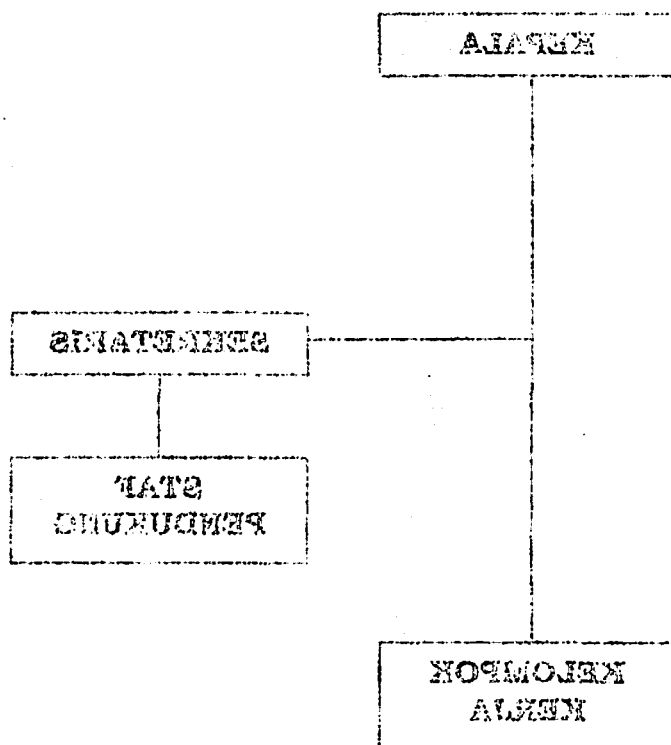 KEPALA
SEKRETARIS
STAF
PENDUKUNG
KELOMPOK
KERJA